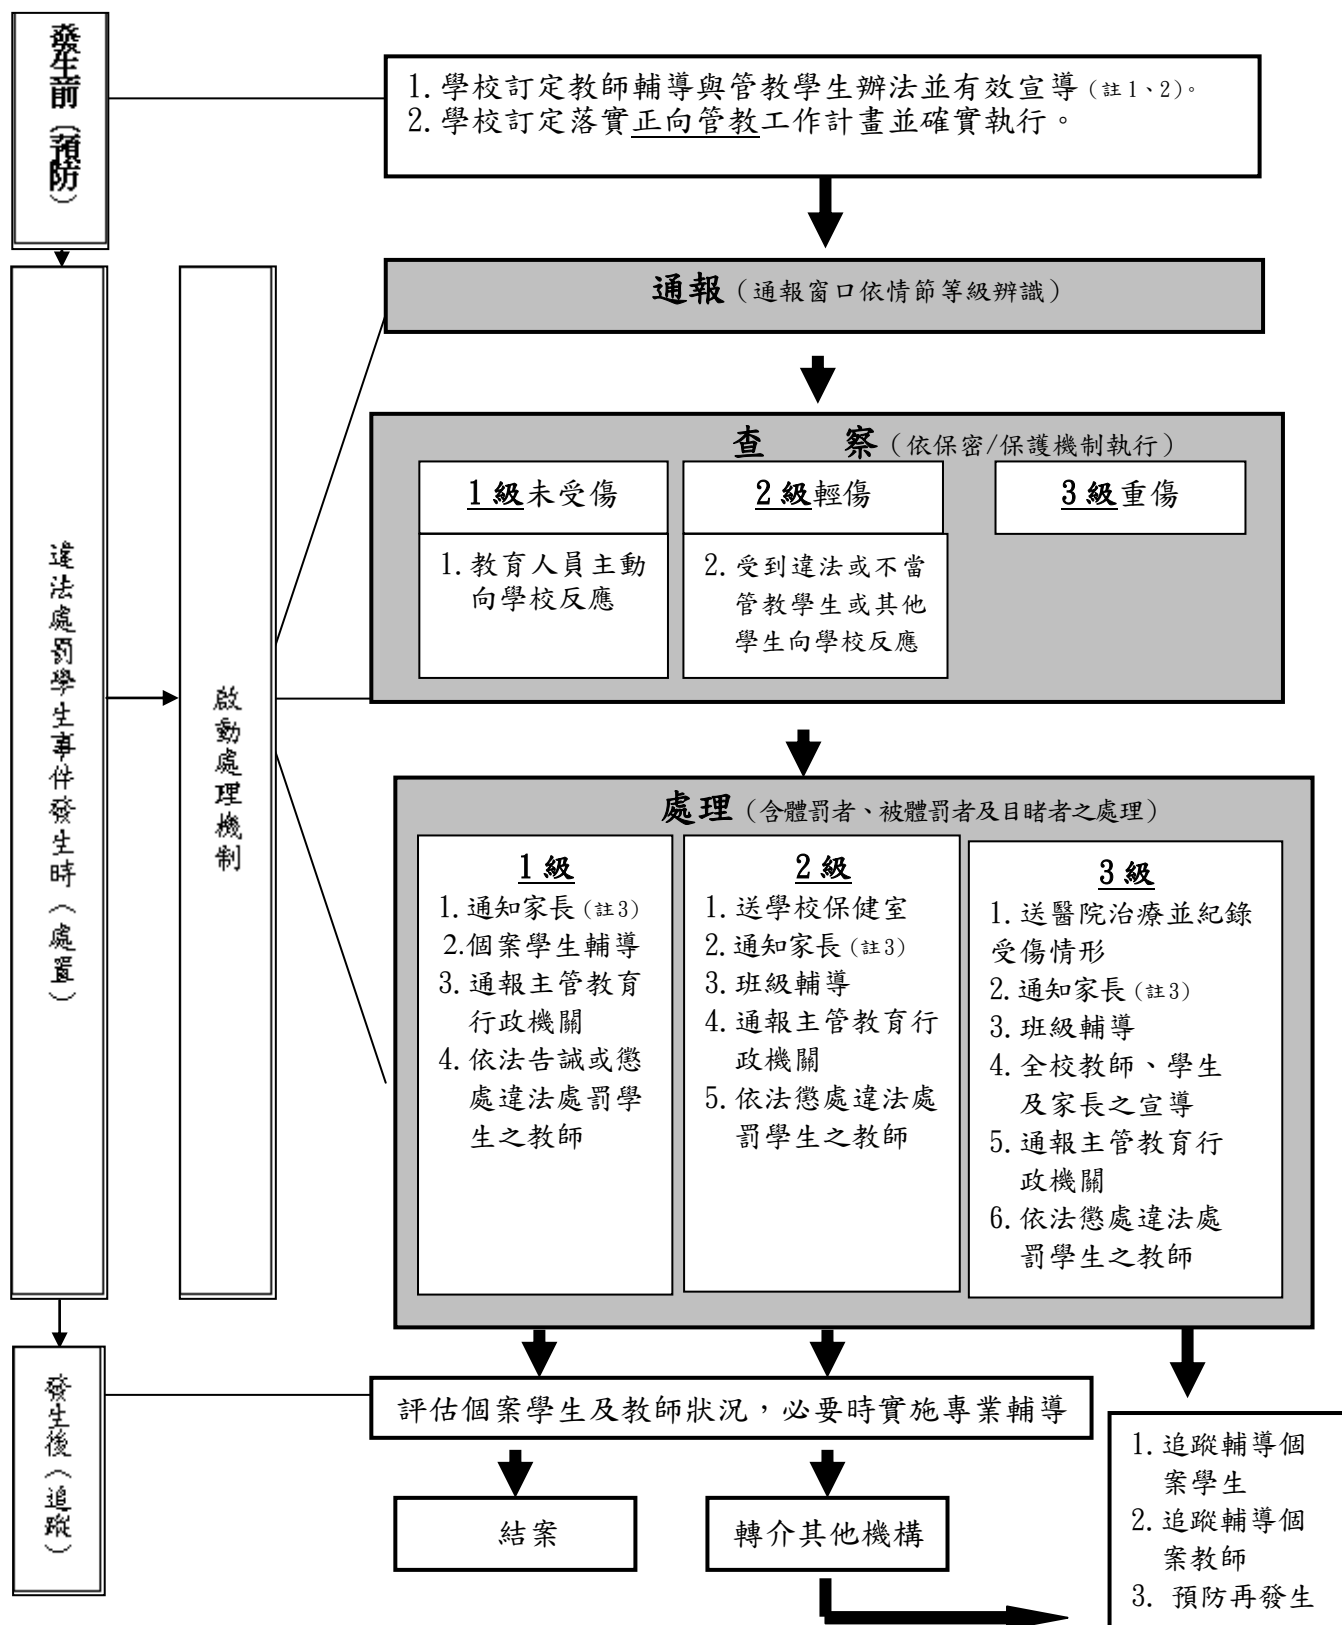 發生前（預防）
1.學校訂定教師輔導與管教學生辦法並有效宣導(註1、2)。
2.學校訂定落實正向管教工作計畫並確實執行。
通報（通報窗口依情節等級辨識）
違法處罰學生事件發生時（處置）
啟動處理機制
查　　察（依保密/保護機制執行）
1級未受傷
1.教育人員主動
向學校反應
2級輕傷
2.受到違法或不當
管教學生或其他
學生向學校反應
3級重傷
處理（含體罰者、被體罰者及目睹者之處理）
1級
1.通知家長(註3)
2.個案學生輔導
3.通報主管教育
行政機關
4.依法告誡或懲
處違法處罰學
生之教師
2級
1.送學校保健室
2.通知家長(註3)
3.班級輔導
4.通報主管教育行
政機關
5.依法懲處違法處
罰學生之教師
3級
1.送醫院治療並紀錄
受傷情形
2.通知家長(註3)
3.班級輔導
4.全校教師、學生
及家長之宣導
5.通報主管教育行
政機關
6.依法懲處違法處
罰學生之教師
發生後（追蹤）
評估個案學生及教師狀況，必要時實施專業輔導
結案
轉介其他機構
1.追蹤輔導個
案學生
2.追蹤輔導個
案教師
3. 預防再發生